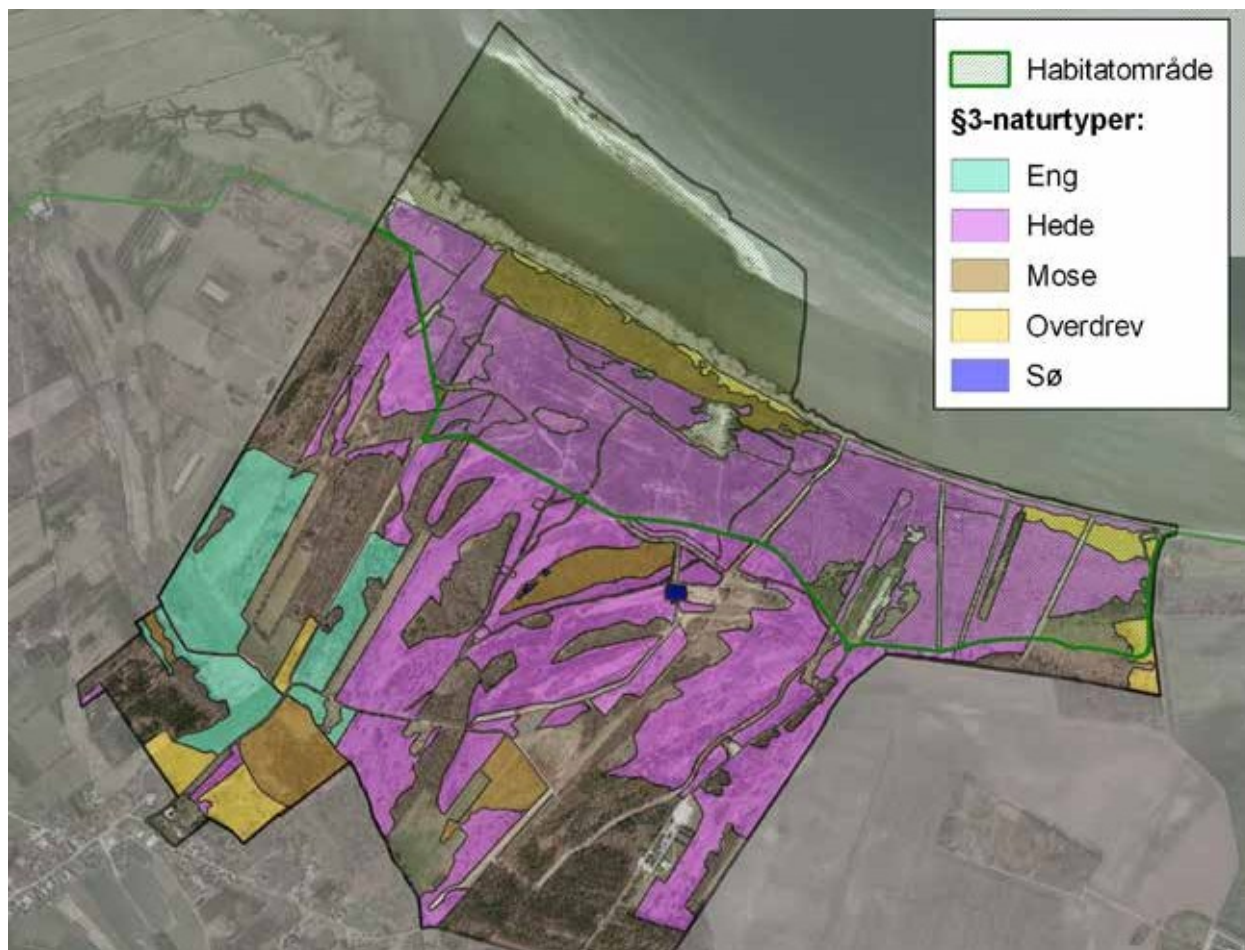 Habitatområde
§3-naturtyper:
Eng
Hede
Mose
Overdrev
Sø